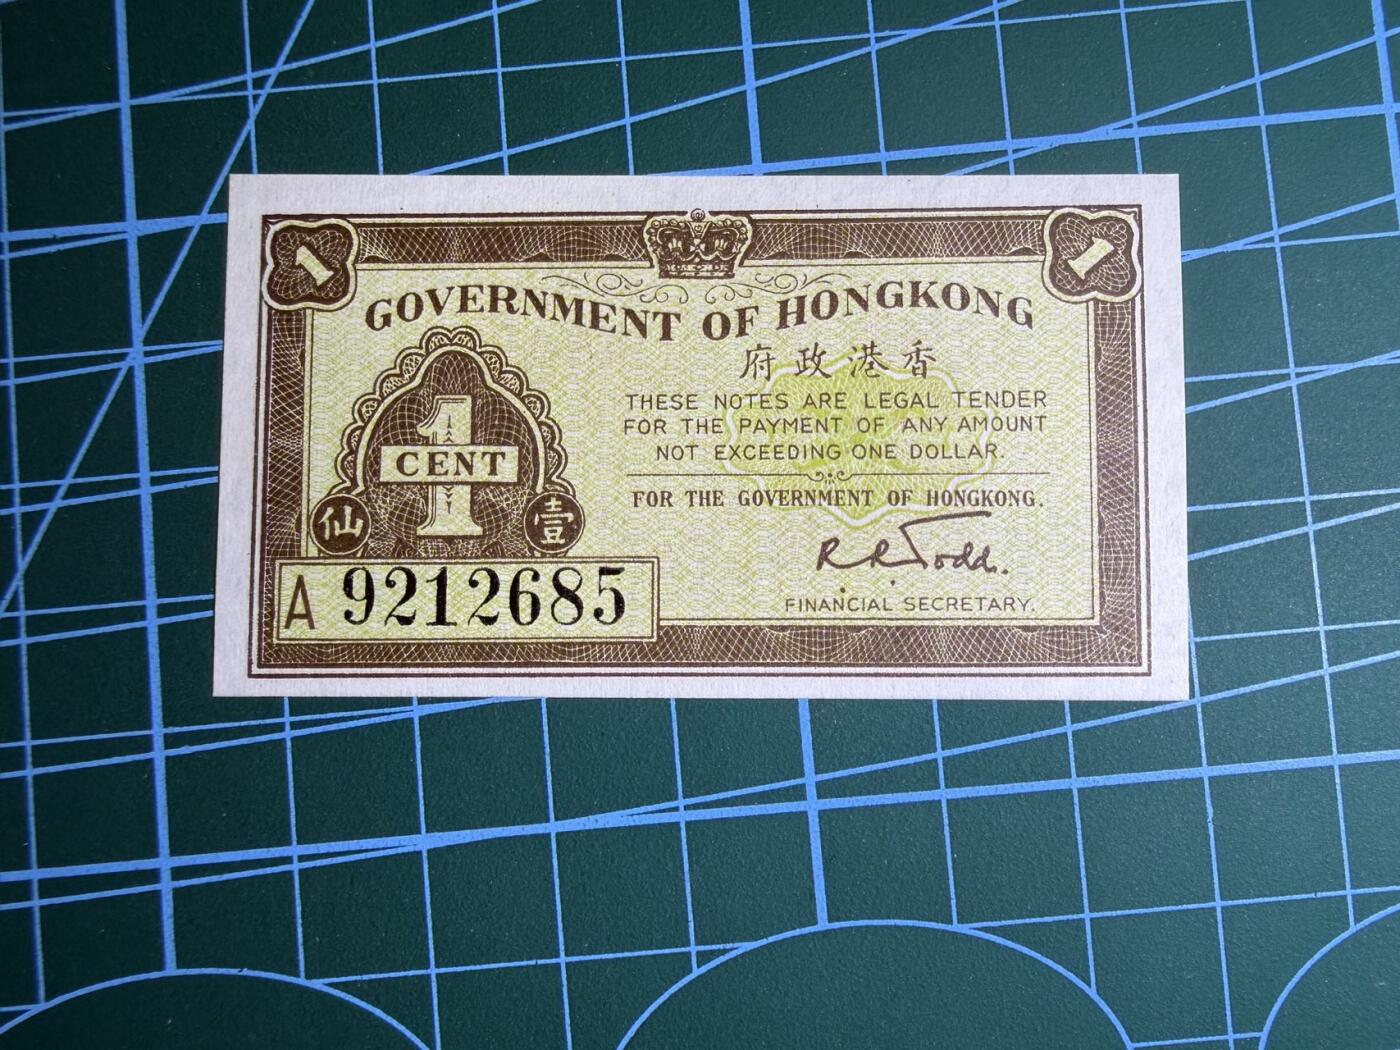 1
1
GOVERNMENT OF HONGKONG
府政港香
THESE NOTES ARE LEGAL TENDER
FOR THE PAYMENT OF ANY AMOUNT
NOT EXCEEDING ONE DOLLAR.
1
CENT
仙 壹
FOR THE GOVERNMENT OF HONGKONG.
R. R. Todd.
FINANCIAL SECRETARY.
A 9212685